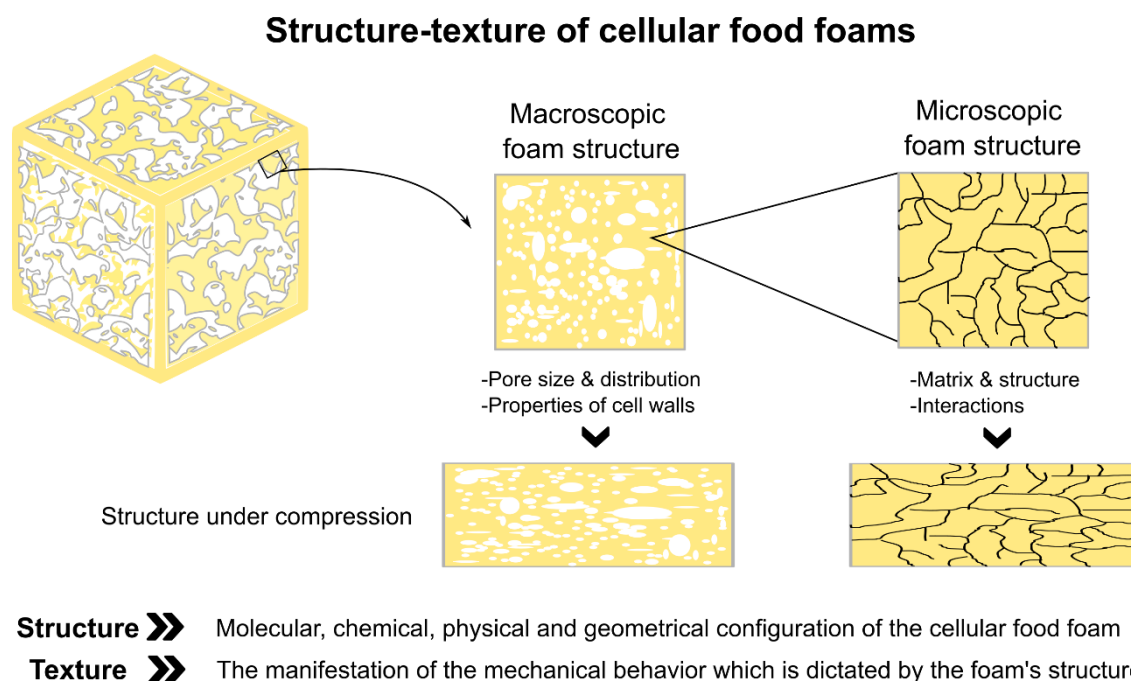 Structure-texture of cellular food foams
Macroscopic
foam structure
Microscopic
foam structure
-Pore size & distribution
-Properties of cell walls
-Matrix & structure
-Interactions
Structure under compression
Structure Molecular, chemical, physical and geometrical configuration of the cellular food foam
Texture The manifestation of the mechanical behavior which is dictated by the foam's structure